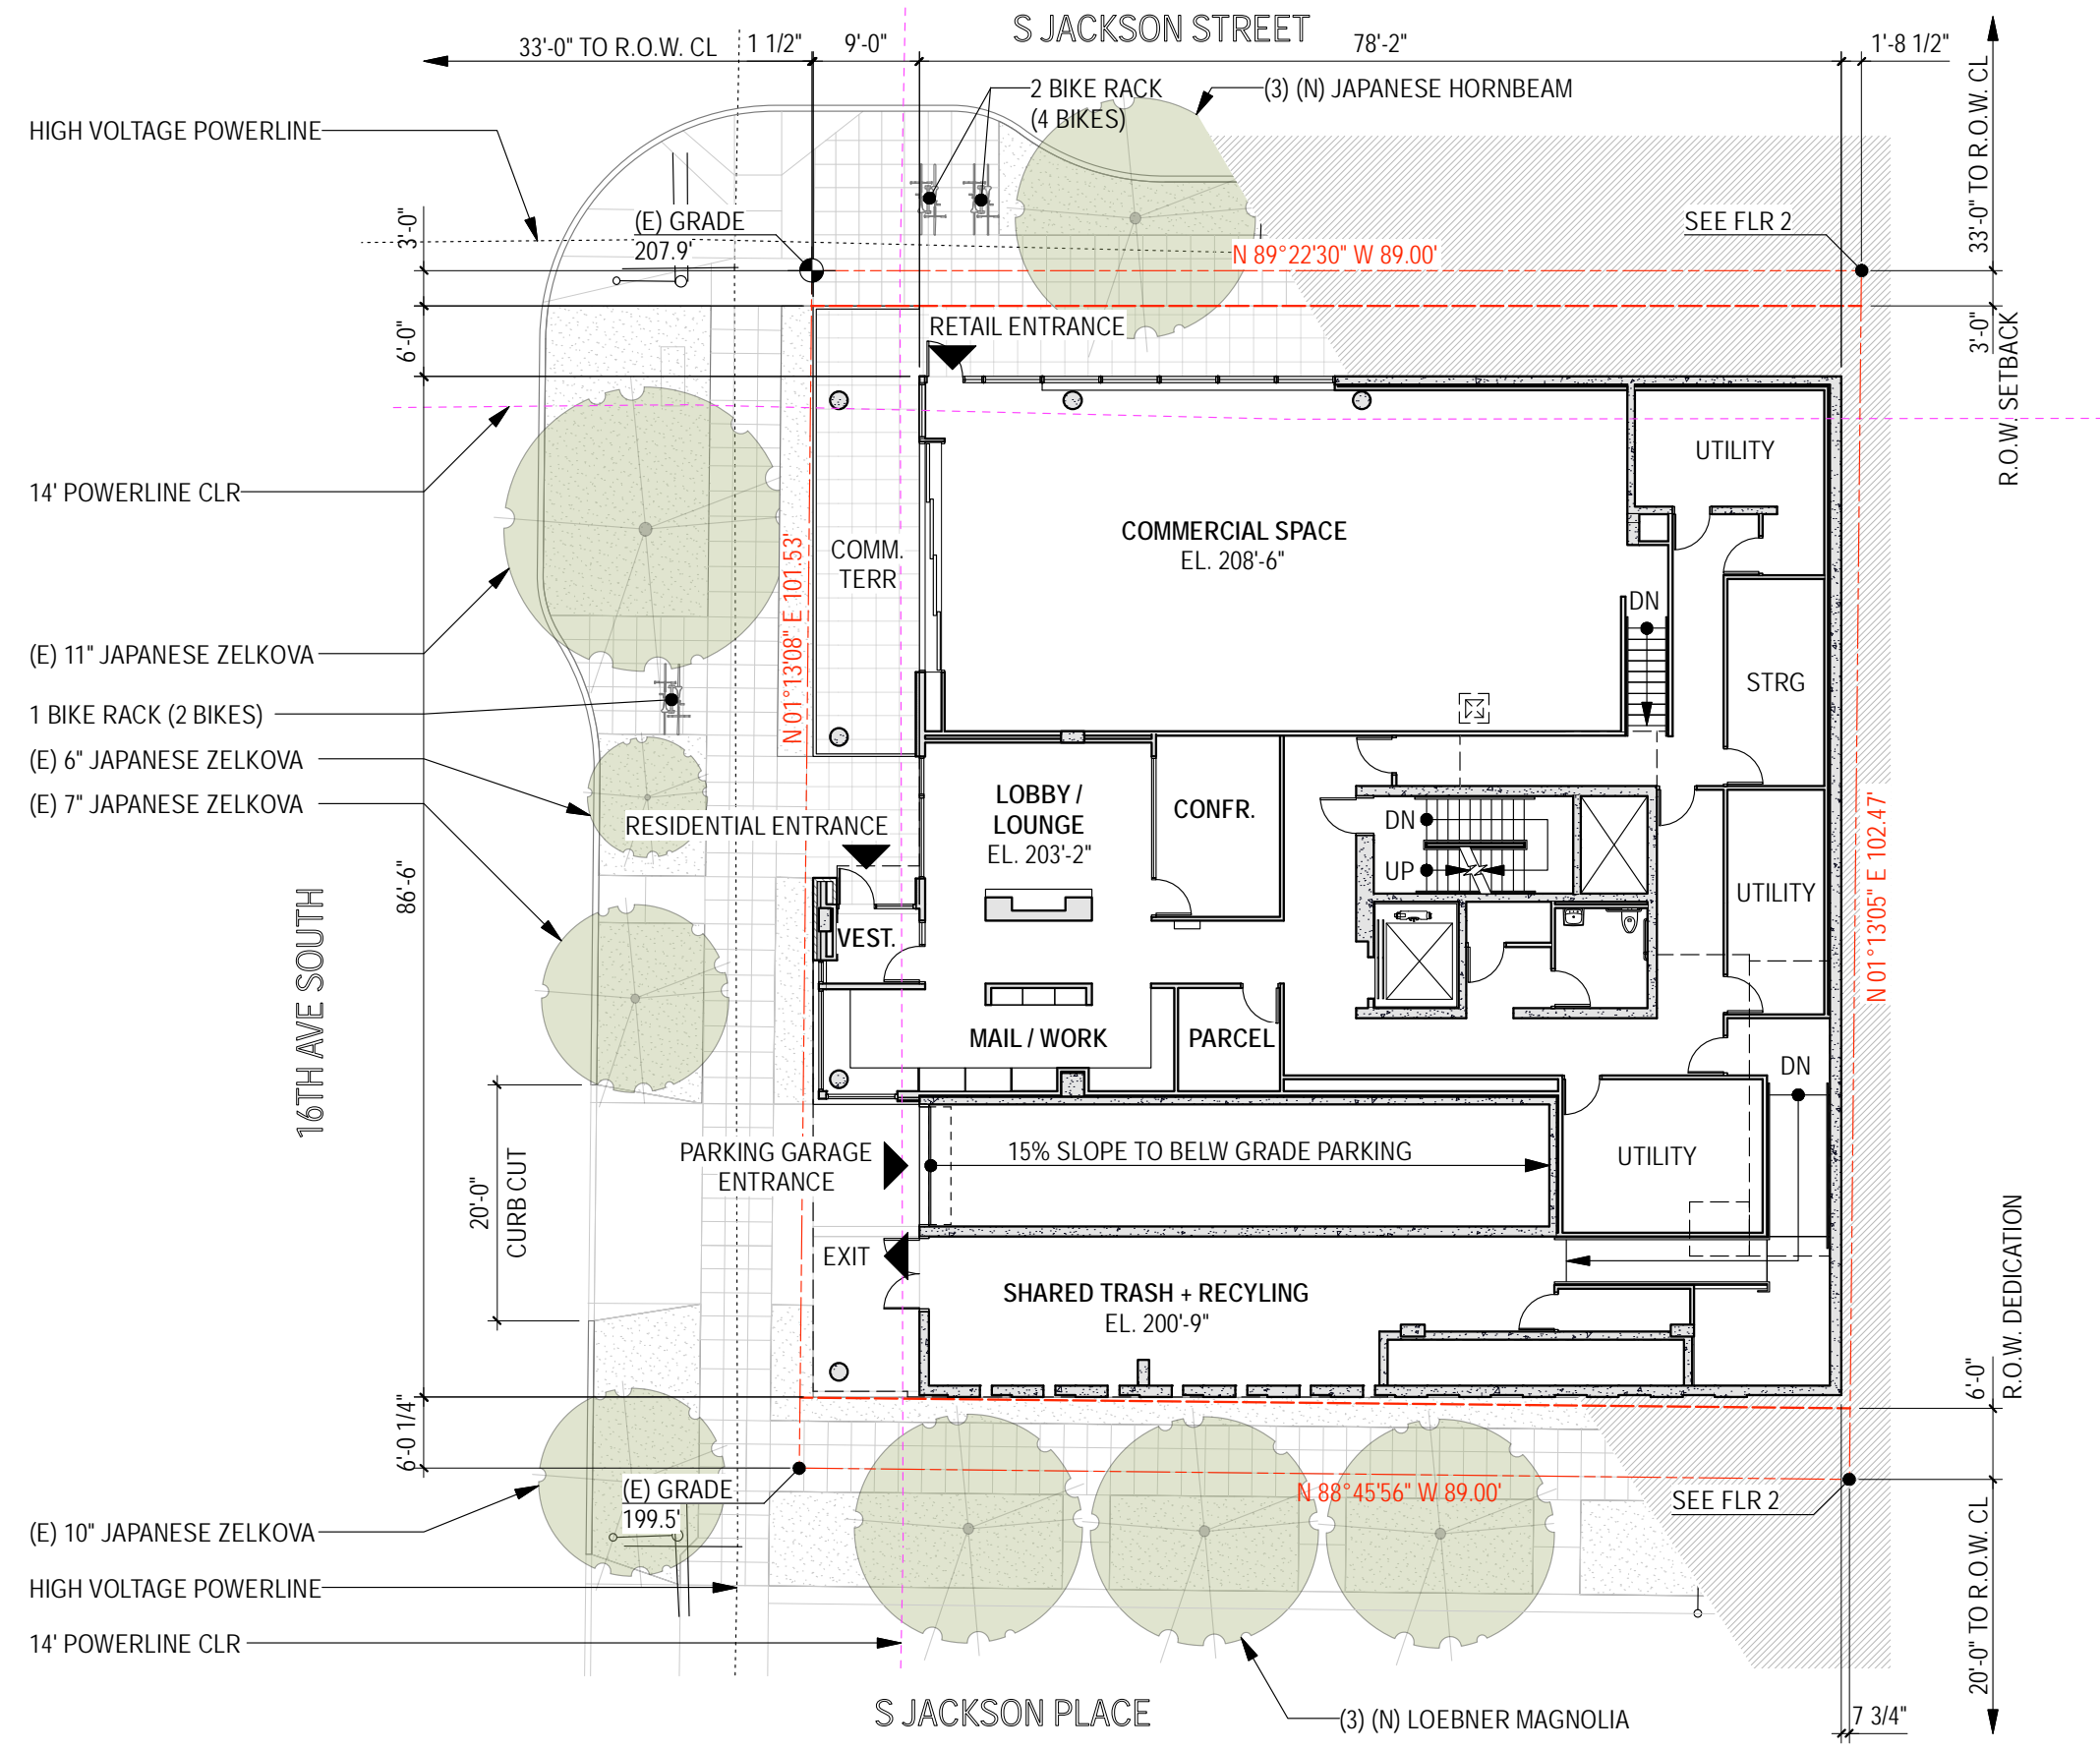 S JACKSON STREET
33'-0" TO R.O.W. CL
1 1/2"
9'-0"
78'-2"
1'-8 1/2"
2 BIKE RACK
(4 BIKES)
(3) (N) JAPANESE HORNBEAM
33'-0" TO R.O.W. CL
HIGH VOLTAGE POWERLINE
3'-0"
(E) GRADE
207.9'
SEE FLR 2
N 89°22'30" W 89.00'
6'-0"
RETAIL ENTRANCE
3'-0"
R.O.W. SETBACK
UTILITY
14' POWERLINE CLR
COMMERCIAL SPACE
EL. 208'-6"
COMM.
TERR
N 01°13'08" E 101.53'
DN
(E) 11" JAPANESE ZELKOVA
STRG
1 BIKE RACK (2 BIKES)
(E) 6" JAPANESE ZELKOVA
(E) 7" JAPANESE ZELKOVA
LOBBY /
LOUNGE
EL. 203'-2"
CONFR.
RESIDENTIAL ENTRANCE
DN
UP
N 01°13'05" E 102.47'
86'-6"
UTILITY
VEST.
16TH AVE SOUTH
MAIL / WORK
PARCEL
DN
PARKING GARAGE
ENTRANCE
15% SLOPE TO BELW GRADE PARKING
UTILITY
20'-0"
CURB CUT
EXIT
SHARED TRASH + RECYLING
EL. 200'-9"
R.O.W. DEDICATION
6'-0"
6'-0 1/4"
(E) GRADE
199.5'
N 88°45'56" W 89.00'
SEE FLR 2
(E) 10" JAPANESE ZELKOVA
HIGH VOLTAGE POWERLINE
14' POWERLINE CLR
20'-0" TO R.O.W. CL
S JACKSON PLACE
(3) (N) LOEBNER MAGNOLIA
7 3/4"